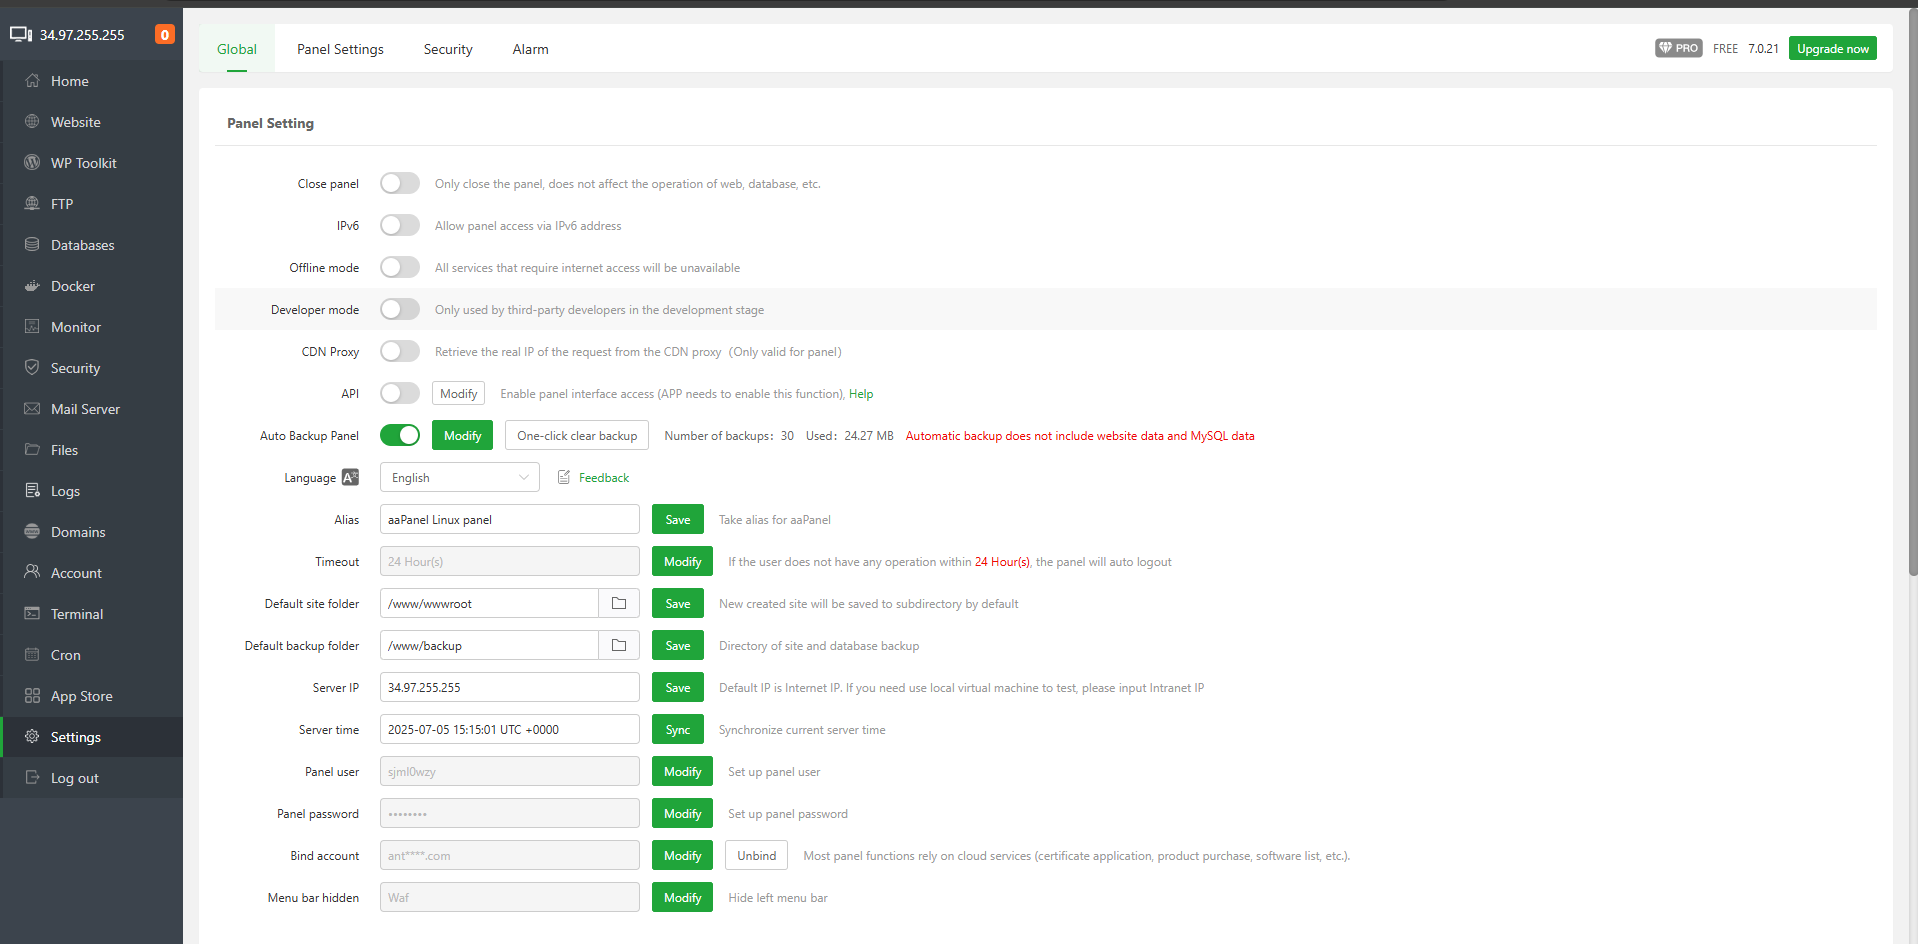 34.97.255.255 0
Home
Website
WP Toolkit
FTP
Databases
Docker
Monitor
Security
Mail Server
Files
Logs
Domains
Account
Terminal
Cron
App Store
Settings
Log out
Global Panel Settings Security Alarm PRO FREE 7.0.21 Upgrade now
Panel Setting
Close panel Only close the panel, does not affect the operation of web, database, etc.
IPv6 Allow panel access via IPv6 address
Offline mode All services that require internet access will be unavailable
Developer mode Only used by third-party developers in the development stage
CDN Proxy Retrieve the real IP of the request from the CDN proxy (Only valid for panel)
API Modify Enable panel interface access (APP needs to enable this function), Help
Auto Backup Panel Modify One-click clear backup Number of backups: 30 Used: 24.27 MB Automatic backup does not include website data and MySQL data
Language English Feedback
Alias aaPanel Linux panel Save Take alias for aaPanel
Timeout 24 Hour(s) Modify If the user does not have any operation within 24 Hour(s), the panel will auto logout
Default site folder /www/wwwroot Save New created site will be saved to subdirectory by default
Default backup folder /www/backup Save Directory of site and database backup
Server IP 34.97.255.255 Save Default IP is Internet IP. If you need use local virtual machine to test, please input Intranet IP
Server time 2025-07-05 15:15:01 UTC +0000 Sync Synchronize current server time
Panel user sjml0wzy Modify Set up panel user
Panel password •••••••• Modify Set up panel password
Bind account ant****.com Modify Unbind Most panel functions rely on cloud services (certificate application, product purchase, software list, etc.).
Menu bar hidden Waf Modify Hide left menu bar